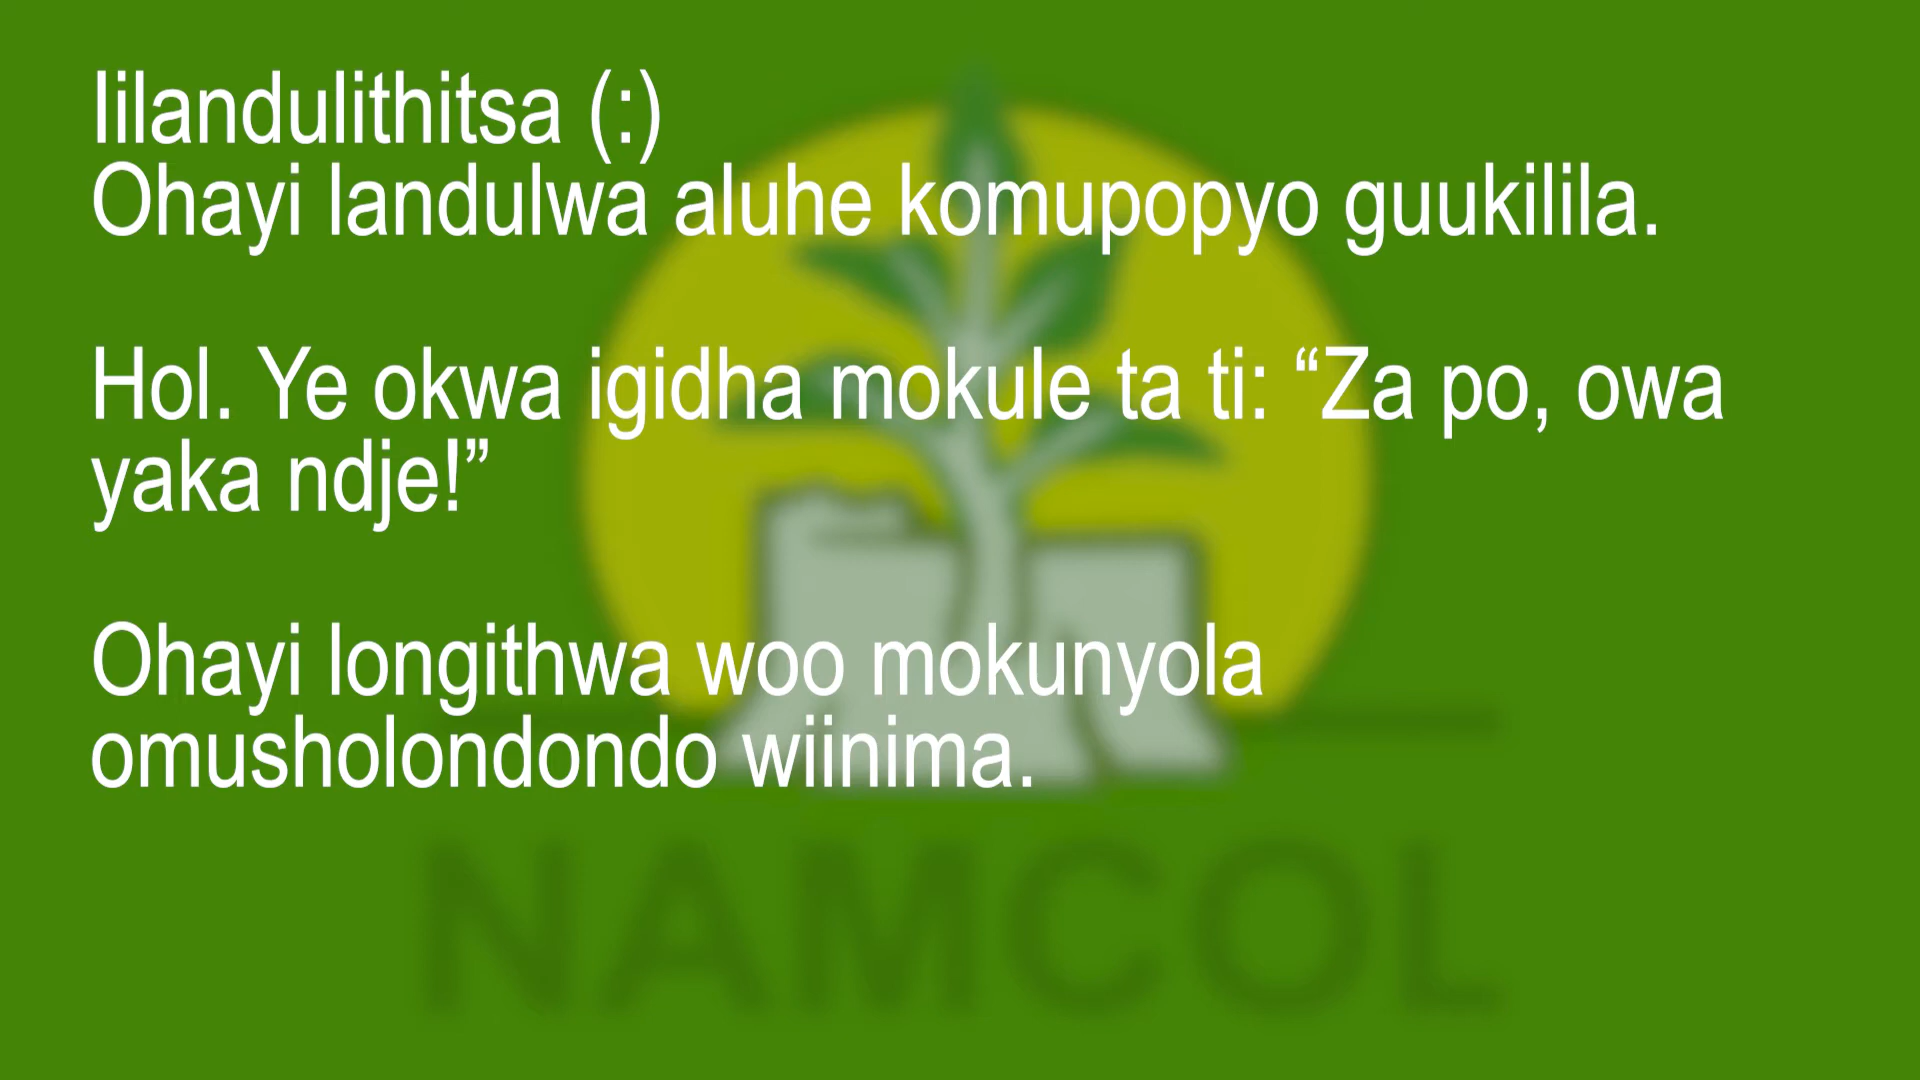 Iilandulithitsa (:)
Ohayi landulwa aluhe komupopyo guukilila.
Hol. Ye okwa igidha mokule ta ti: “Za po, owa
yaka ndje!”
Ohayi longithwa woo mokunyola
omusholondondo wiinima.
NAMCOL